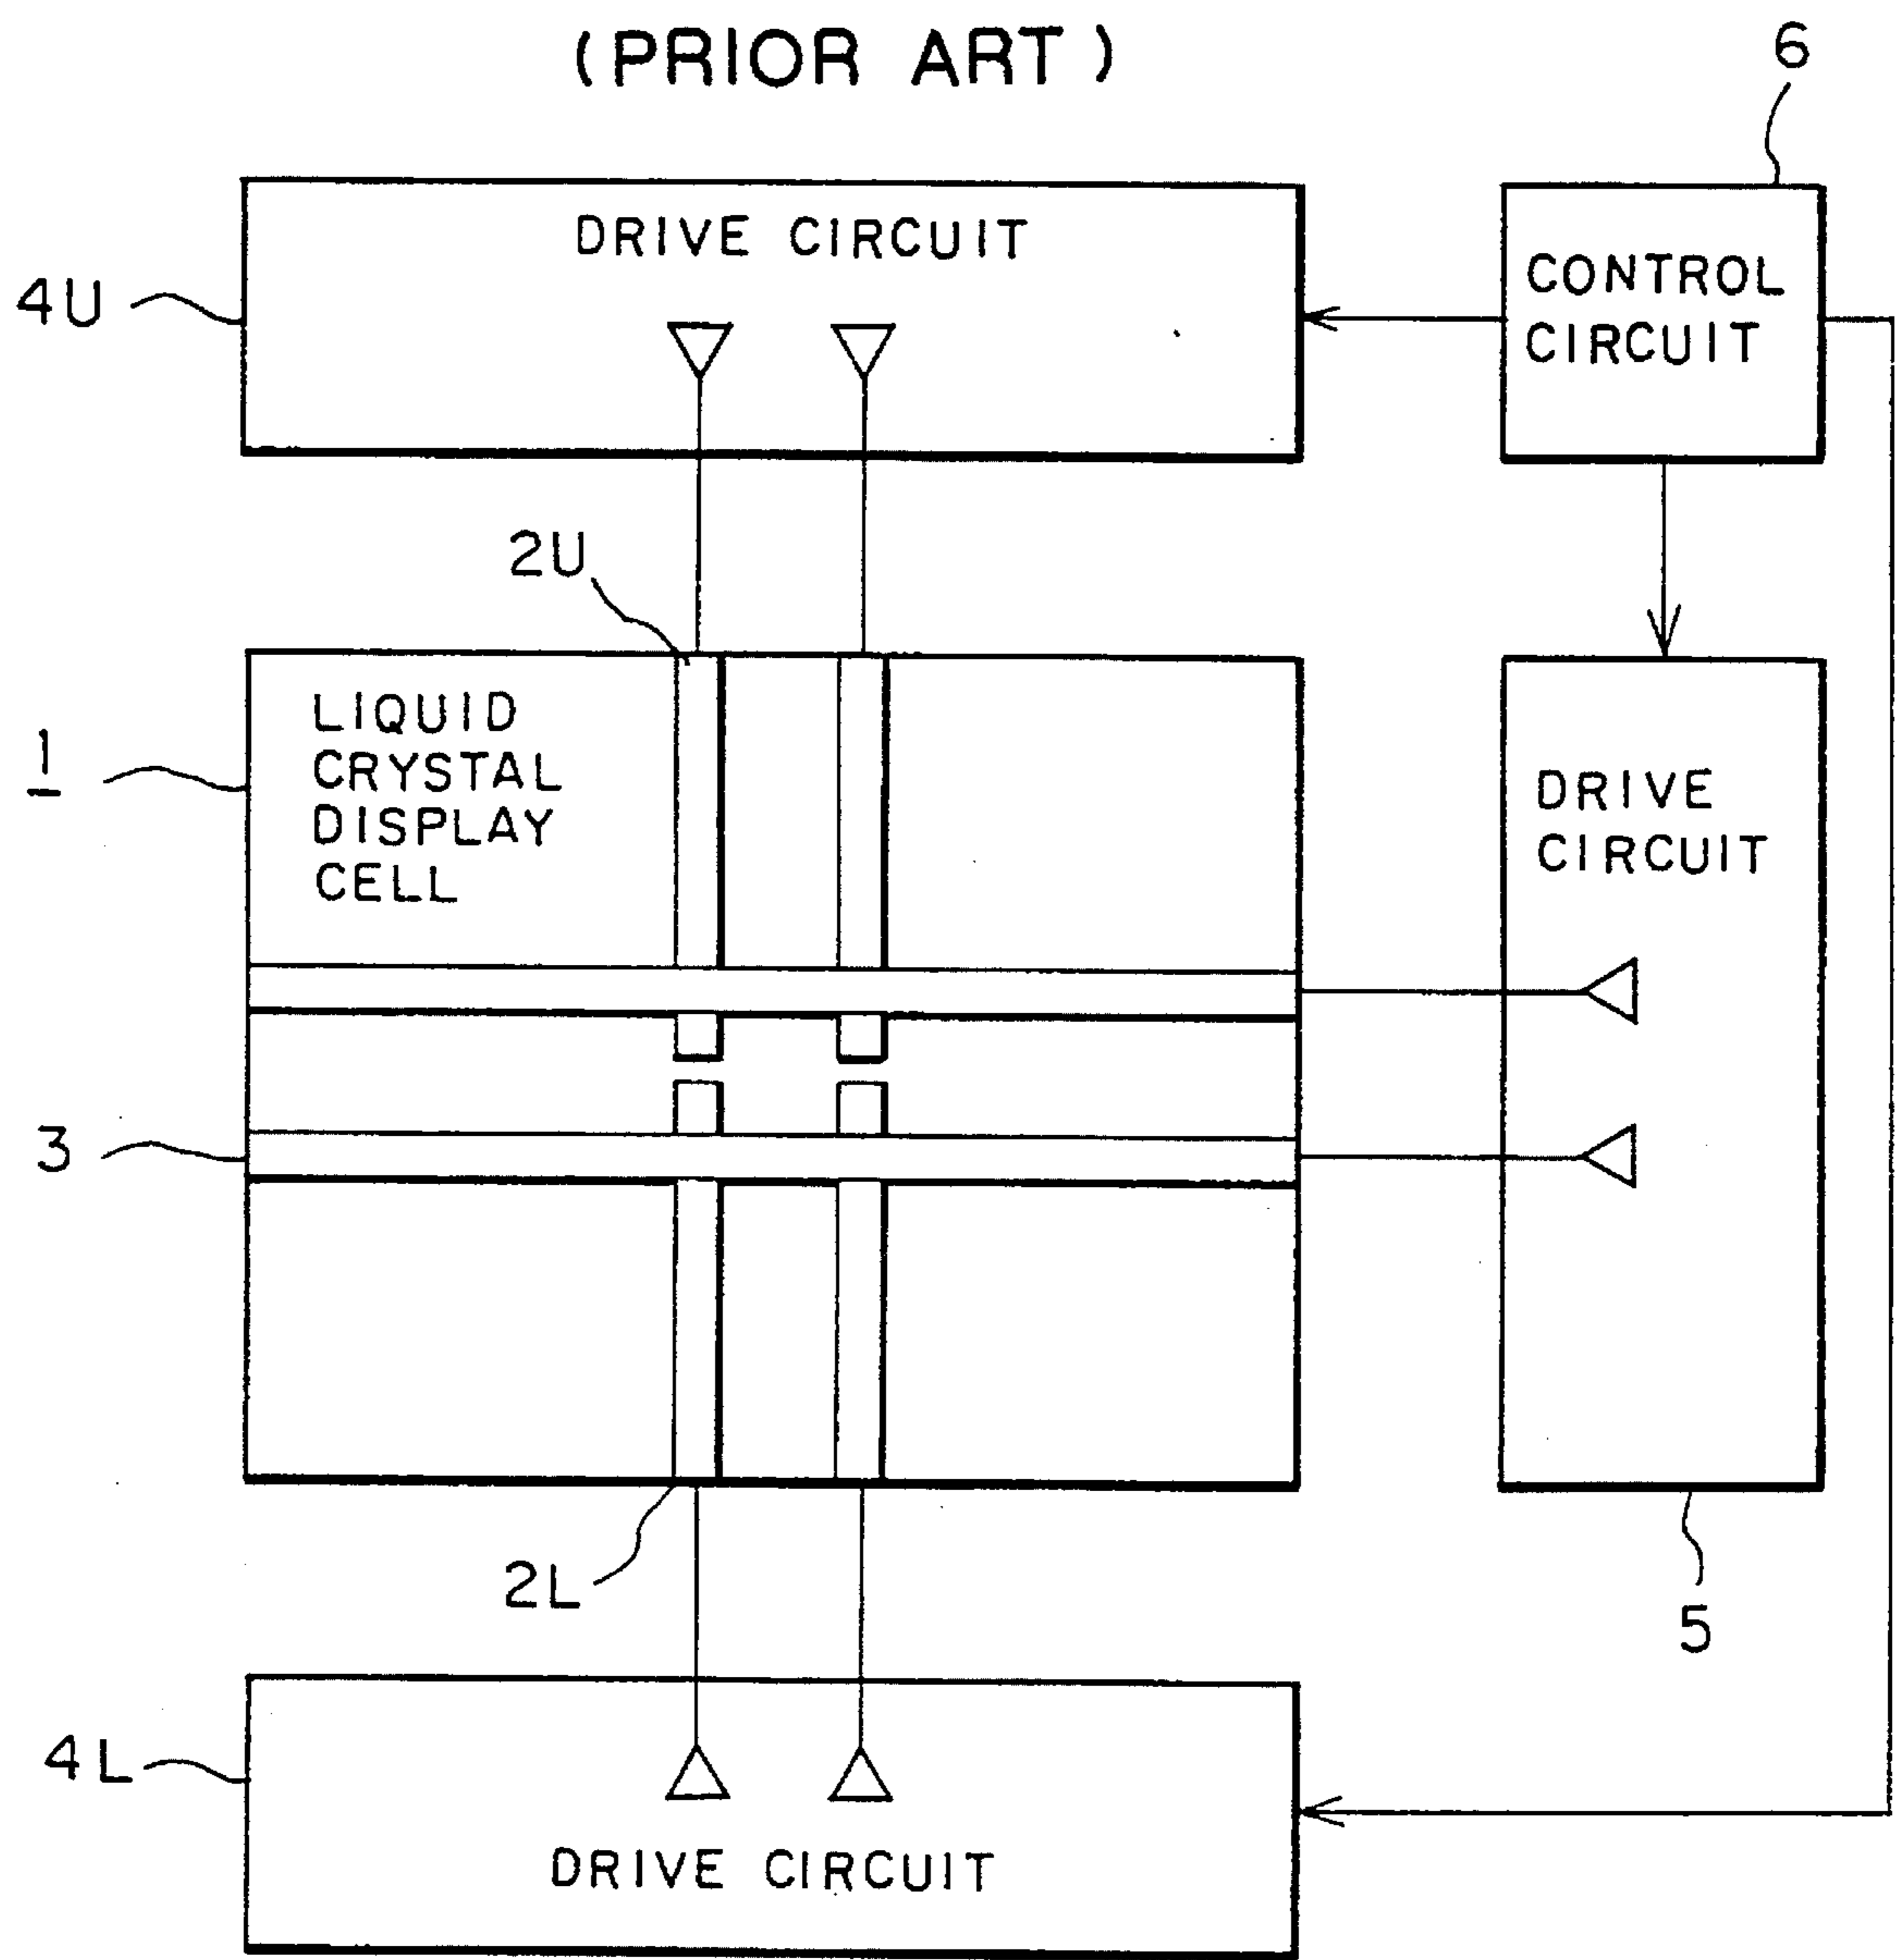 (PRIOR ART)
6
DRIVE CIRCUIT
CONTROL
CIRCUIT
4U
2U
LIQUID
CRYSTAL
DISPLAY
CELL
1
DRIVE
CIRCUIT
3
2L
5
4L
DRIVE CIRCUIT